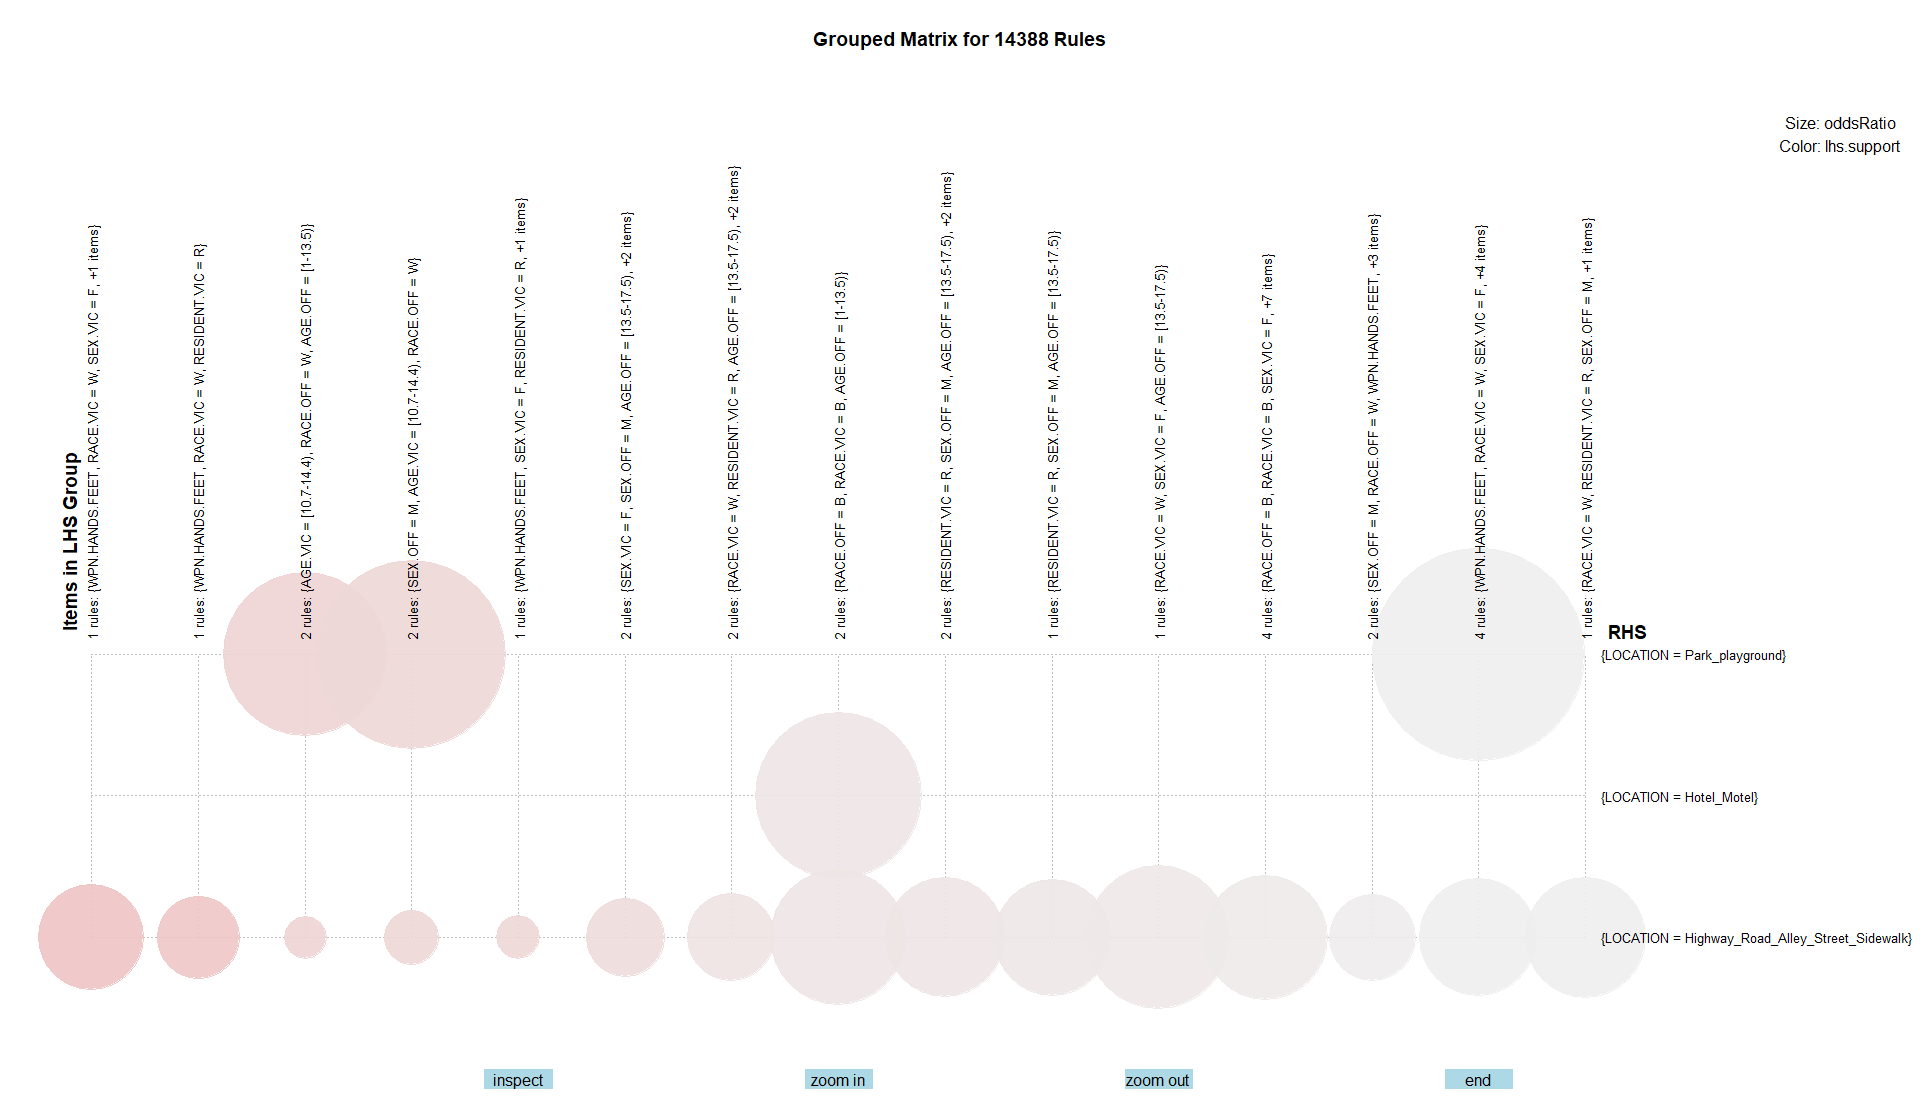 Grouped Matrix for 14388 Rules
Size: oddsRatio
Color: lhs.support
Items in LHS Group
1 rules: {WPN.HANDS.FEET, RACE.VIC = W, SEX.VIC = F, +1 items}
1 rules: {WPN.HANDS.FEET, RACE.VIC = W, RESIDENT.VIC = R}
2 rules: {AGE.VIC = [10.7-14.4), RACE.OFF = W, AGE.OFF = [1-13.5)}
2 rules: {SEX.OFF = M, AGE.VIC = [10.7-14.4), RACE.OFF = W}
1 rules: {WPN.HANDS.FEET, SEX.VIC = F, RESIDENT.VIC = R, +1 items}
2 rules: {SEX.VIC = F, SEX.OFF = M, AGE.OFF = [13.5-17.5), +2 items}
2 rules: {RACE.VIC = W, RESIDENT.VIC = R, AGE.OFF = [13.5-17.5), +2 items}
2 rules: {RACE.OFF = B, RACE.VIC = B, AGE.OFF = [1-13.5)}
2 rules: {RESIDENT.VIC = R, SEX.OFF = M, AGE.OFF = [13.5-17.5), +2 items}
1 rules: {RESIDENT.VIC = R, SEX.OFF = M, AGE.OFF = [13.5-17.5)}
1 rules: {RACE.VIC = W, SEX.VIC = F, AGE.OFF = [13.5-17.5)}
4 rules: {RACE.OFF = B, RACE.VIC = B, SEX.VIC = F, +7 items}
2 rules: {SEX.OFF = M, RACE.OFF = W, WPN.HANDS.FEET, +3 items}
4 rules: {WPN.HANDS.FEET, RACE.VIC = W, SEX.VIC = F, +4 items}
1 rules: {RACE.VIC = W, RESIDENT.VIC = R, SEX.OFF = M, +1 items}
RHS
{LOCATION = Park_playground}
{LOCATION = Hotel_Motel}
{LOCATION = Highway_Road_Alley_Street_Sidewalk}
inspect
zoom in
zoom out
end